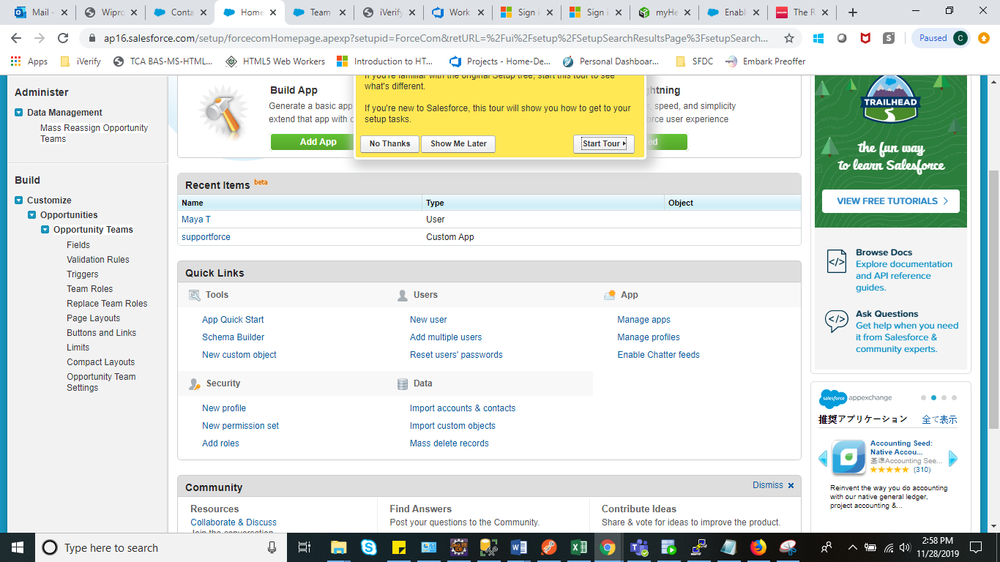 Mail -
Wipro
Conta
Home
Team
iVerify
Work
Sign i
Sign i
myHe
Enabl
The R
ap16.salesforce.com/setup/forcecomHomepage.apexp?setupid=ForceCom&retURL=%2Fui%2Fsetup%2FSetupSearchResultsPage%3FsetupSearch...
Paused
C
Apps
iVerify
TCA BAS-MS-HTML...
HTML5 Web Workers
Introduction to HT...
Projects - Home-De...
Personal Dashboar...
SFDC
Embark Preoffer
Administer
Data Management
Mass Reassign Opportunity
Teams
Build
Customize
Opportunities
Opportunity Teams
Fields
Validation Rules
Triggers
Team Roles
Replace Team Roles
Page Layouts
Buttons and Links
Limits
Compact Layouts
Opportunity Team
Settings
Build App
Generate a basic app
extend that app with c
Add App
If you're familiar with the original Setup tree, start this tour to see
what's different.
If you're new to Salesforce, this tour will show you how to get to your
setup tasks.
No Thanks
Show Me Later
Start Tour
htning
, speed, and simplicity
rce user experience
ed
Recent Items beta
Name Type Object
Maya T User
supportforce Custom App
Quick Links
Tools
App Quick Start
Schema Builder
New custom object
Users
New user
Add multiple users
Reset users' passwords
App
Manage apps
Manage profiles
Enable Chatter feeds
Security
New profile
New permission set
Add roles
Data
Import accounts & contacts
Import custom objects
Mass delete records
Community
Dismiss
Resources
Collaborate & Discuss
Join the conversation
Find Answers
Post your questions to the Community.
Contribute Ideas
Share & vote for ideas to improve the product.
TRAILHEAD
the fun way
to learn Salesforce
VIEW FREE TUTORIALS
Browse Docs
Explore documentation
and API reference
guides.
Ask Questions
Get help when you need
it from Salesforce &
community experts.
salesforce appexchange
推奨アプリケーション
全て表示
Accounting Seed:
Native Accou...
基準Accounting See...
(310)
Reinvent the way you do accounting
with our native general ledger,
project accounting &...
Type here to search
2:58 PM
11/28/2019